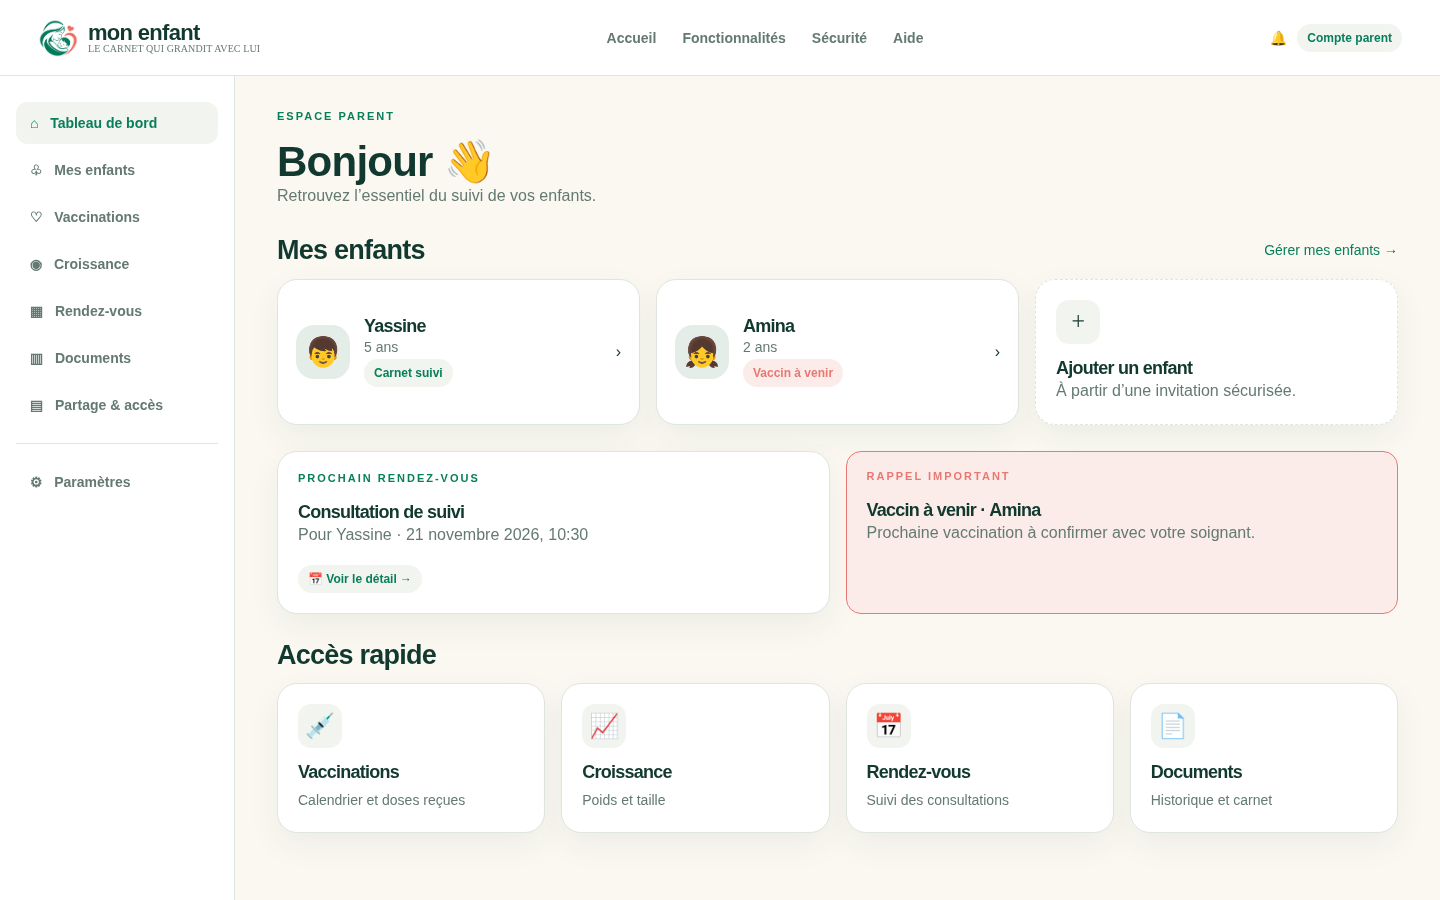 mon enfant
LE CARNET QUI GRANDIT AVEC LUI
Accueil
Fonctionnalités
Sécurité
Aide
Compte parent
Tableau de bord
Mes enfants
Vaccinations
Croissance
Rendez-vous
Documents
Partage & accès
Paramètres
ESPACE PARENT
Bonjour 👋
Retrouvez l’essentiel du suivi de vos enfants.
Mes enfants
Gérer mes enfants →
Yassine
5 ans
Carnet suivi
›
Amina
2 ans
Vaccin à venir
›
+
Ajouter un enfant
À partir d’une invitation sécurisée.
PROCHAIN RENDEZ-VOUS
Consultation de suivi
Pour Yassine · 21 novembre 2026, 10:30
📅 Voir le détail →
RAPPEL IMPORTANT
Vaccin à venir · Amina
Prochaine vaccination à confirmer avec votre soignant.
Accès rapide
Vaccinations
Calendrier et doses reçues
Croissance
Poids et taille
July
17
Rendez-vous
Suivi des consultations
Documents
Historique et carnet